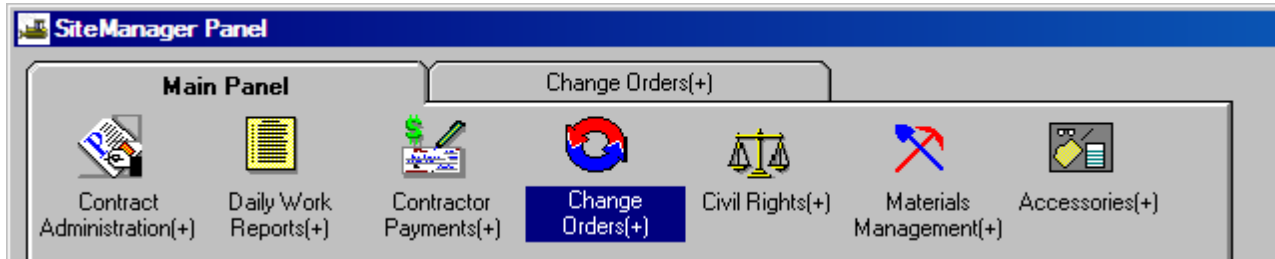 SiteManager Panel
Main Panel
Change Orders(+)
Contract
Administration(+)
Daily Work
Reports(+)
Contractor
Payments(+)
Change
Orders(+)
Civil Rights(+)
Materials
Management(+)
Accessories(+)